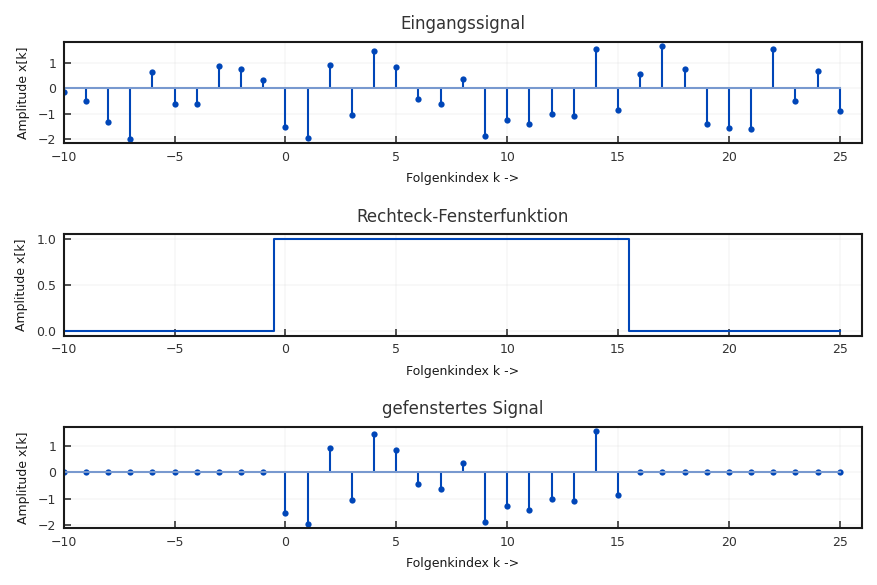 Eingangssignal
Amplitude x[k]
1
0
−1
−2
−10 −5 0 5 10 15 20 25
Folgenkindex k ->
Rechteck-Fensterfunktion
Amplitude x[k]
1.0
0.5
0.0
−10 −5 0 5 10 15 20 25
Folgenkindex k ->
gefenstertes Signal
Amplitude x[k]
1
0
−1
−2
−10 −5 0 5 10 15 20 25
Folgenkindex k ->